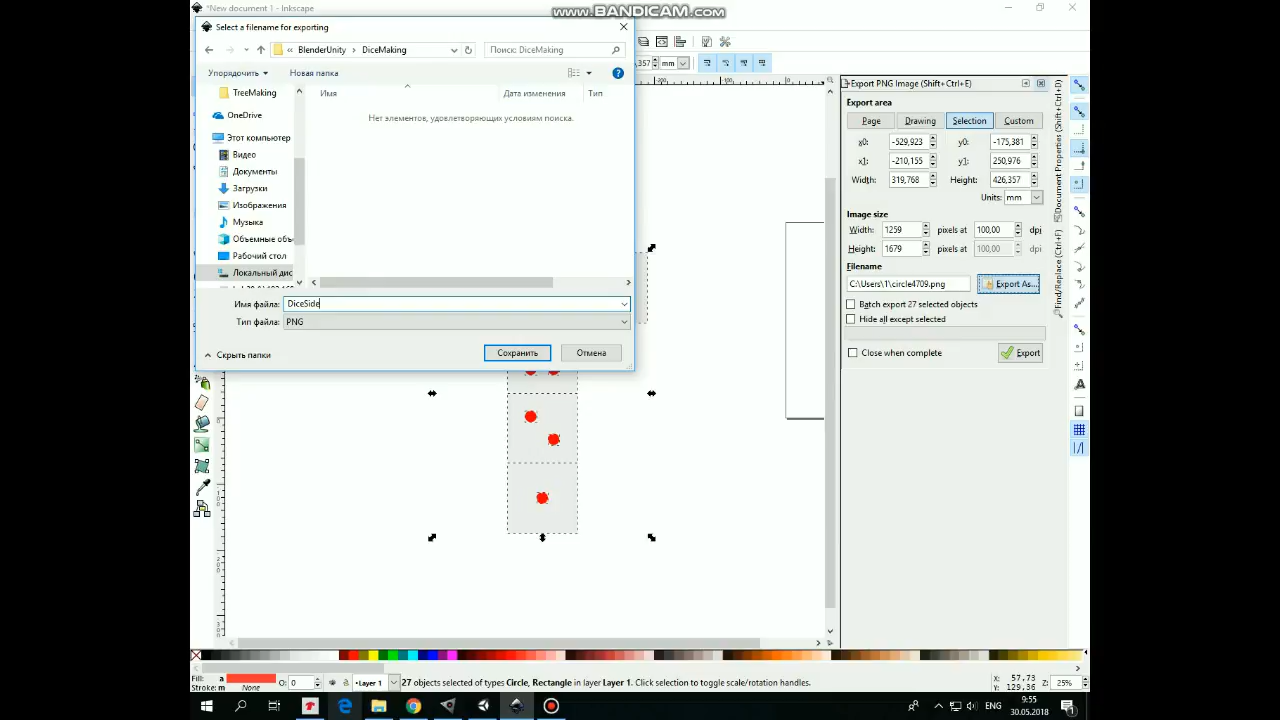 *New document 1 - Inkscape
www.BANDICAM.com
Select a filename for exporting
« BlenderUnity > DiceMaking
Поиск: DiceMaking
Упорядочить
Новая папка
Имя
Дата изменения
Тип
Нет элементов, удовлетворяющих условиям поиска.
TreeMaking
OneDrive
Этот компьютер
Видео
Документы
Загрузки
Изображения
Музыка
Объемные объ
Рабочий стол
Локальный дис
Имя файла: DiceSide
Тип файла: PNG
Скрыть папки
Сохранить
Отмена
,357 mm
Export PNG Image (Shift+Ctrl+E)
Export area
Page
Drawing
Selection
Custom
x0: -529,923
y0: -175,381
x1: -210,155
y1: 250,976
Width: 319,768
Height: 426,357
Units: mm
Image size
Width: 1259 pixels at 100,00 dpi
Height: 1679 pixels at 100,00 dpi
Filename
C:\Users\1\circle4709.png
Export As...
Batch export 27 selected objects
Hide all except selected
Close when complete
Export
Document Properties (Shift+Ctrl+D)
Find/Replace (Ctrl+F)
Fill: a
Stroke: m None
O: 0
•Layer 1
27 objects selected of types Circle, Rectangle in layer Layer 1. Click selection to toggle scale/rotation handles.
X: 57,73
Y: 129,36
Z: 25%
ENG
9:55
30.05.2018